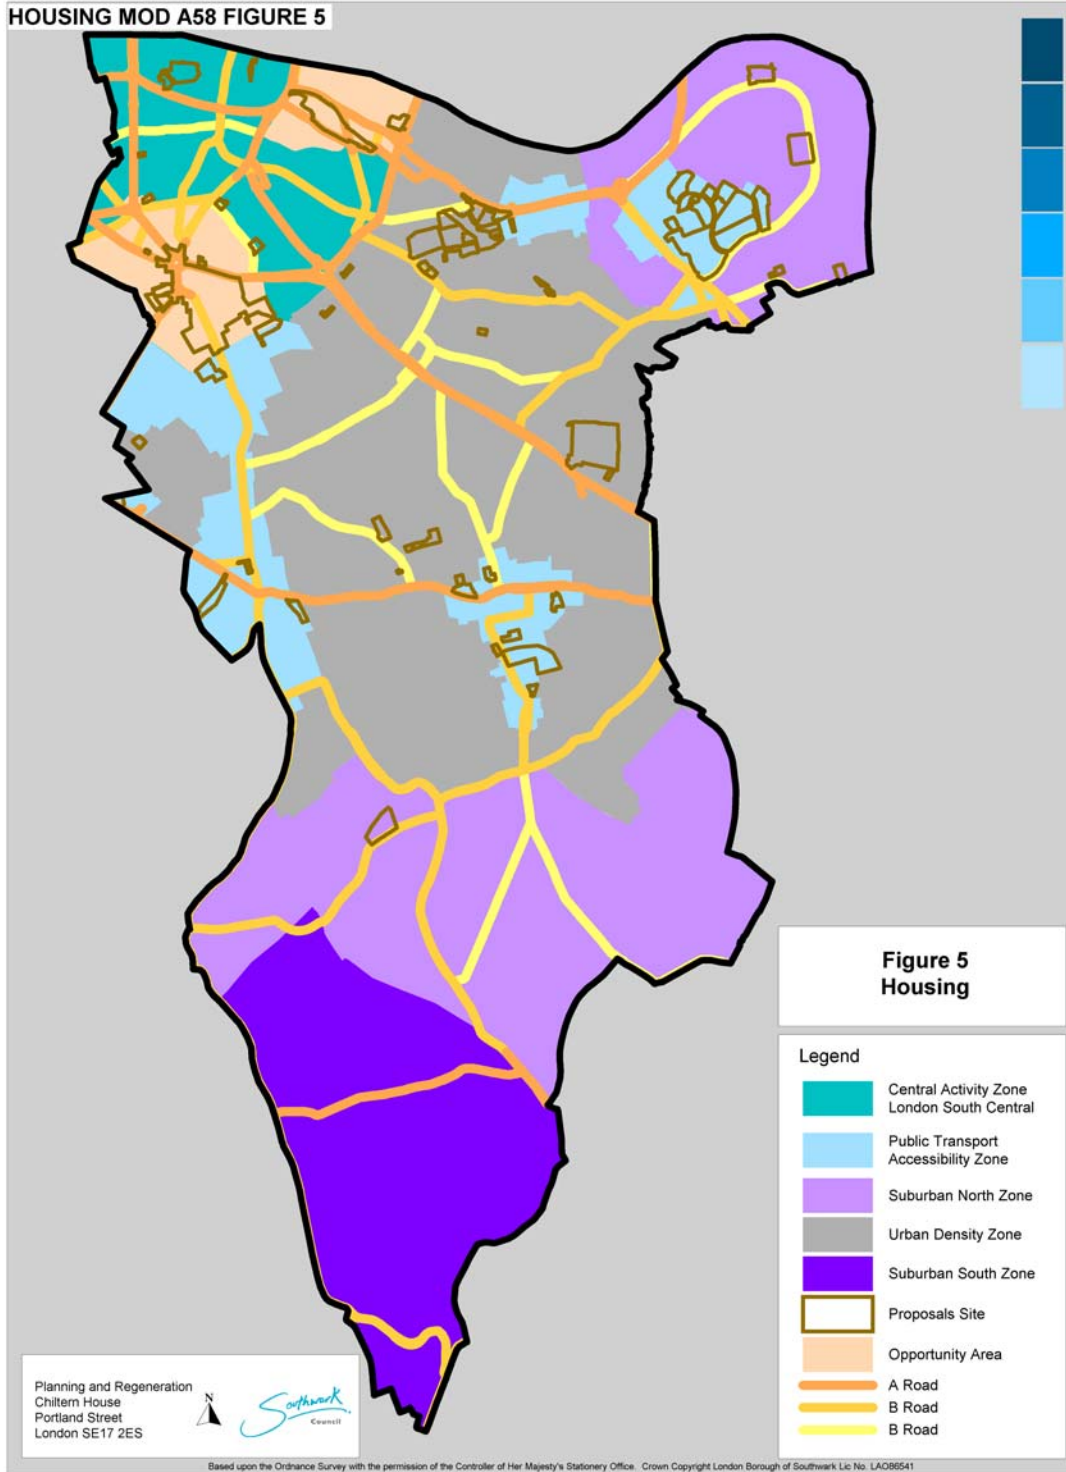 HOUSING MOD A58 FIGURE 5
Figure 5
Housing
Legend
Central Activity Zone
London South Central
Public Transport
Accessibility Zone
Suburban North Zone
Urban Density Zone
Suburban South Zone
Proposals Site
Opportunity Area
A Road
B Road
B Road
Planning and Regeneration
Chiltern House
Portland Street
London SE17 2ES
N
Southwark
Council
Based upon the Ordnance Survey with the permission of the Controller of Her Majesty's Stationery Office. Crown Copyright London Borough of Southwark Lic No. LA086541